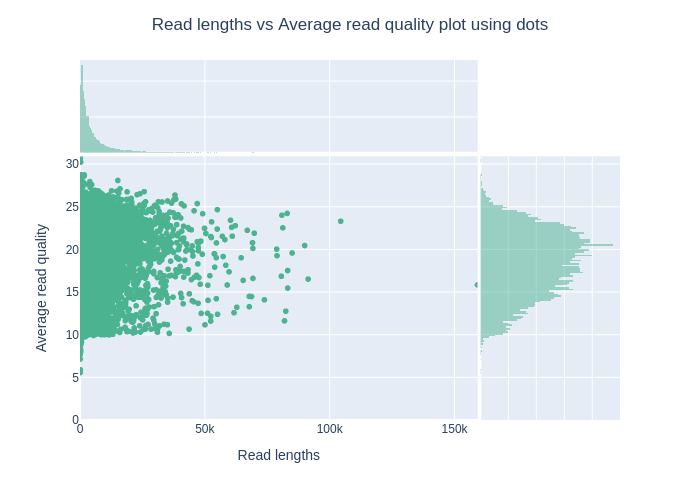 Read lengths vs Average read quality plot using dots
30
25
20
15
10
5
0
Average read quality
0
50k
100k
150k
Read lengths